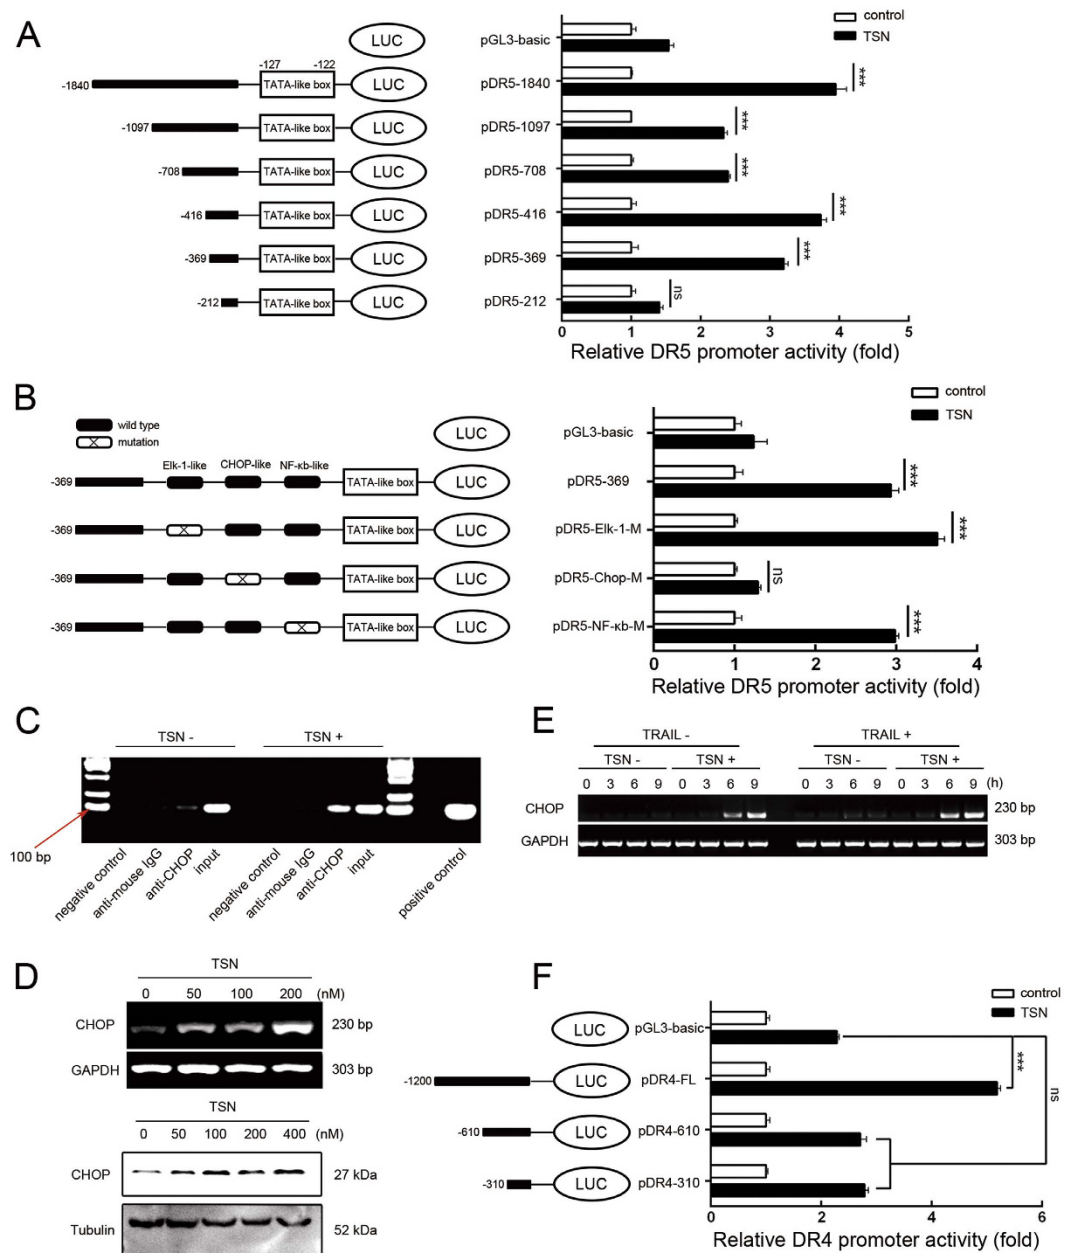 A
control
TSN
LUC
pGL3-basic
-127 -122
-1840 TATA-like box LUC pDR5-1840 ***
-1097 TATA-like box LUC pDR5-1097 ***
-708 TATA-like box LUC pDR5-708 ***
-416 TATA-like box LUC pDR5-416 ***
-369 TATA-like box LUC pDR5-369 ***
-212 TATA-like box LUC pDR5-212 ns
0 1 2 3 4 5
Relative DR5 promoter activity (fold)
B
control
TSN
wild type
mutation
LUC pGL3-basic
Elk-1-like CHOP-like NF-κb-like
-369 TATA-like box LUC pDR5-369 ***
-369 TATA-like box LUC pDR5-Elk-1-M ***
-369 TATA-like box LUC pDR5-Chop-M ns
-369 TATA-like box LUC pDR5-NF-κb-M ***
0 1 2 3 4
Relative DR5 promoter activity (fold)
C
TSN - TSN +
100 bp
negative control
anti-mouse IgG
anti-CHOP
input
negative control
anti-mouse IgG
anti-CHOP
input
positive control
E
TRAIL - TRAIL +
TSN - TSN + TSN - TSN +
0 3 6 9 0 3 6 9 0 3 6 9 0 3 6 9 (h)
CHOP 230 bp
GAPDH 303 bp
D
TSN
0 50 100 200 (nM)
CHOP 230 bp
GAPDH 303 bp
TSN
0 50 100 200 400 (nM)
CHOP 27 kDa
Tubulin 52 kDa
F
control
TSN
LUC pGL3-basic
-1200 LUC pDR4-FL ***
-610 LUC pDR4-610
-310 LUC pDR4-310
ns
0 2 4 6
Relative DR4 promoter activity (fold)